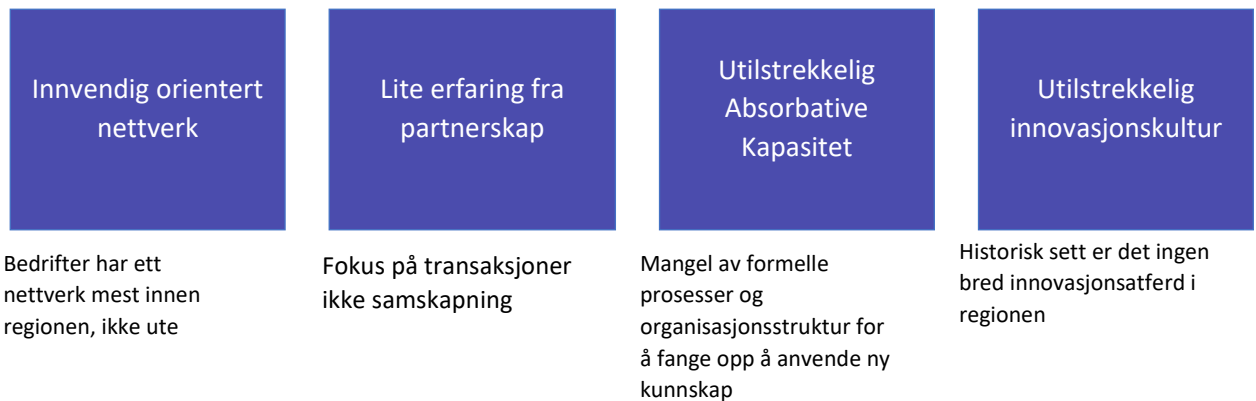 Innvendig orientert
nettverk
Bedrifter har ett
nettverk mest innen
regionen, ikke ute
Lite erfaring fra
partnerskap
Fokus på transaksjoner
ikke samskapning
Utilstrekkelig
Absorbative
Kapasitet
Mangel av formelle
prosesser og
organisasjonsstruktur for
å fange opp å anvende ny
kunnskap
Utilstrekkelig
innovasjonskultur
Historisk sett er det ingen
bred innovasjonsatferd i
regionen